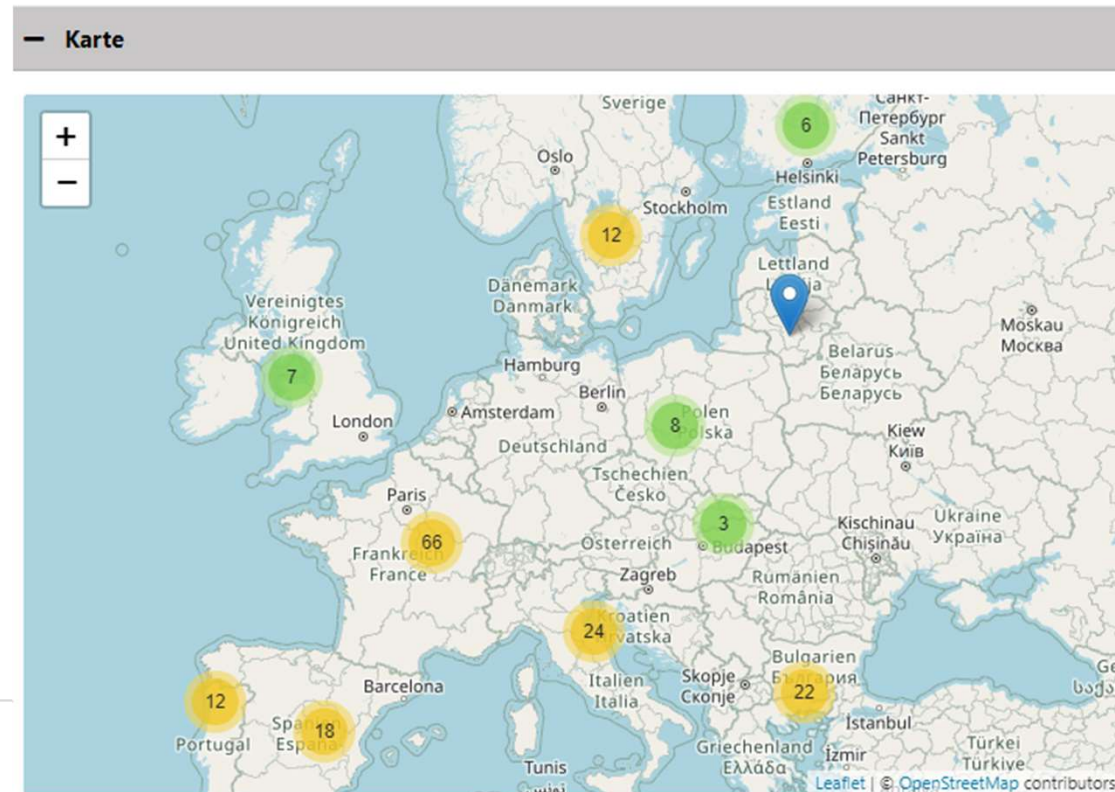 − Karte
+
−
Sverige
6
Санкт-
Петербург
Sankt
Petersburg
Oslo
Helsinki
Stockholm
Estland
Eesti
12
Lettland
Dänemark
Danmark
Vereinigtes
Königreich
United Kingdom
Moskau
Москва
Belarus
Беларусь
Беларусь
Hamburg
7
Berlin
Amsterdam
London
8
Polen
Polska
Kiew
Київ
Deutschland
Tschechien
Česko
Paris
3
Kischinau
Chișinău
Ukraine
Україна
66
Österreich
Budapest
Frankreich
France
Zagreb
Rumänien
România
24
Kroatien
Hrvatska
Bulgarien
България
Barcelona
Italien
Italia
Skopje
Скопје
22
12
18
Spanien
España
Portugal
İstanbul
Griechenland
Ελλάδα
İzmir
Türkei
Türkiye
Tunis
Leaflet | © OpenStreetMap contributors